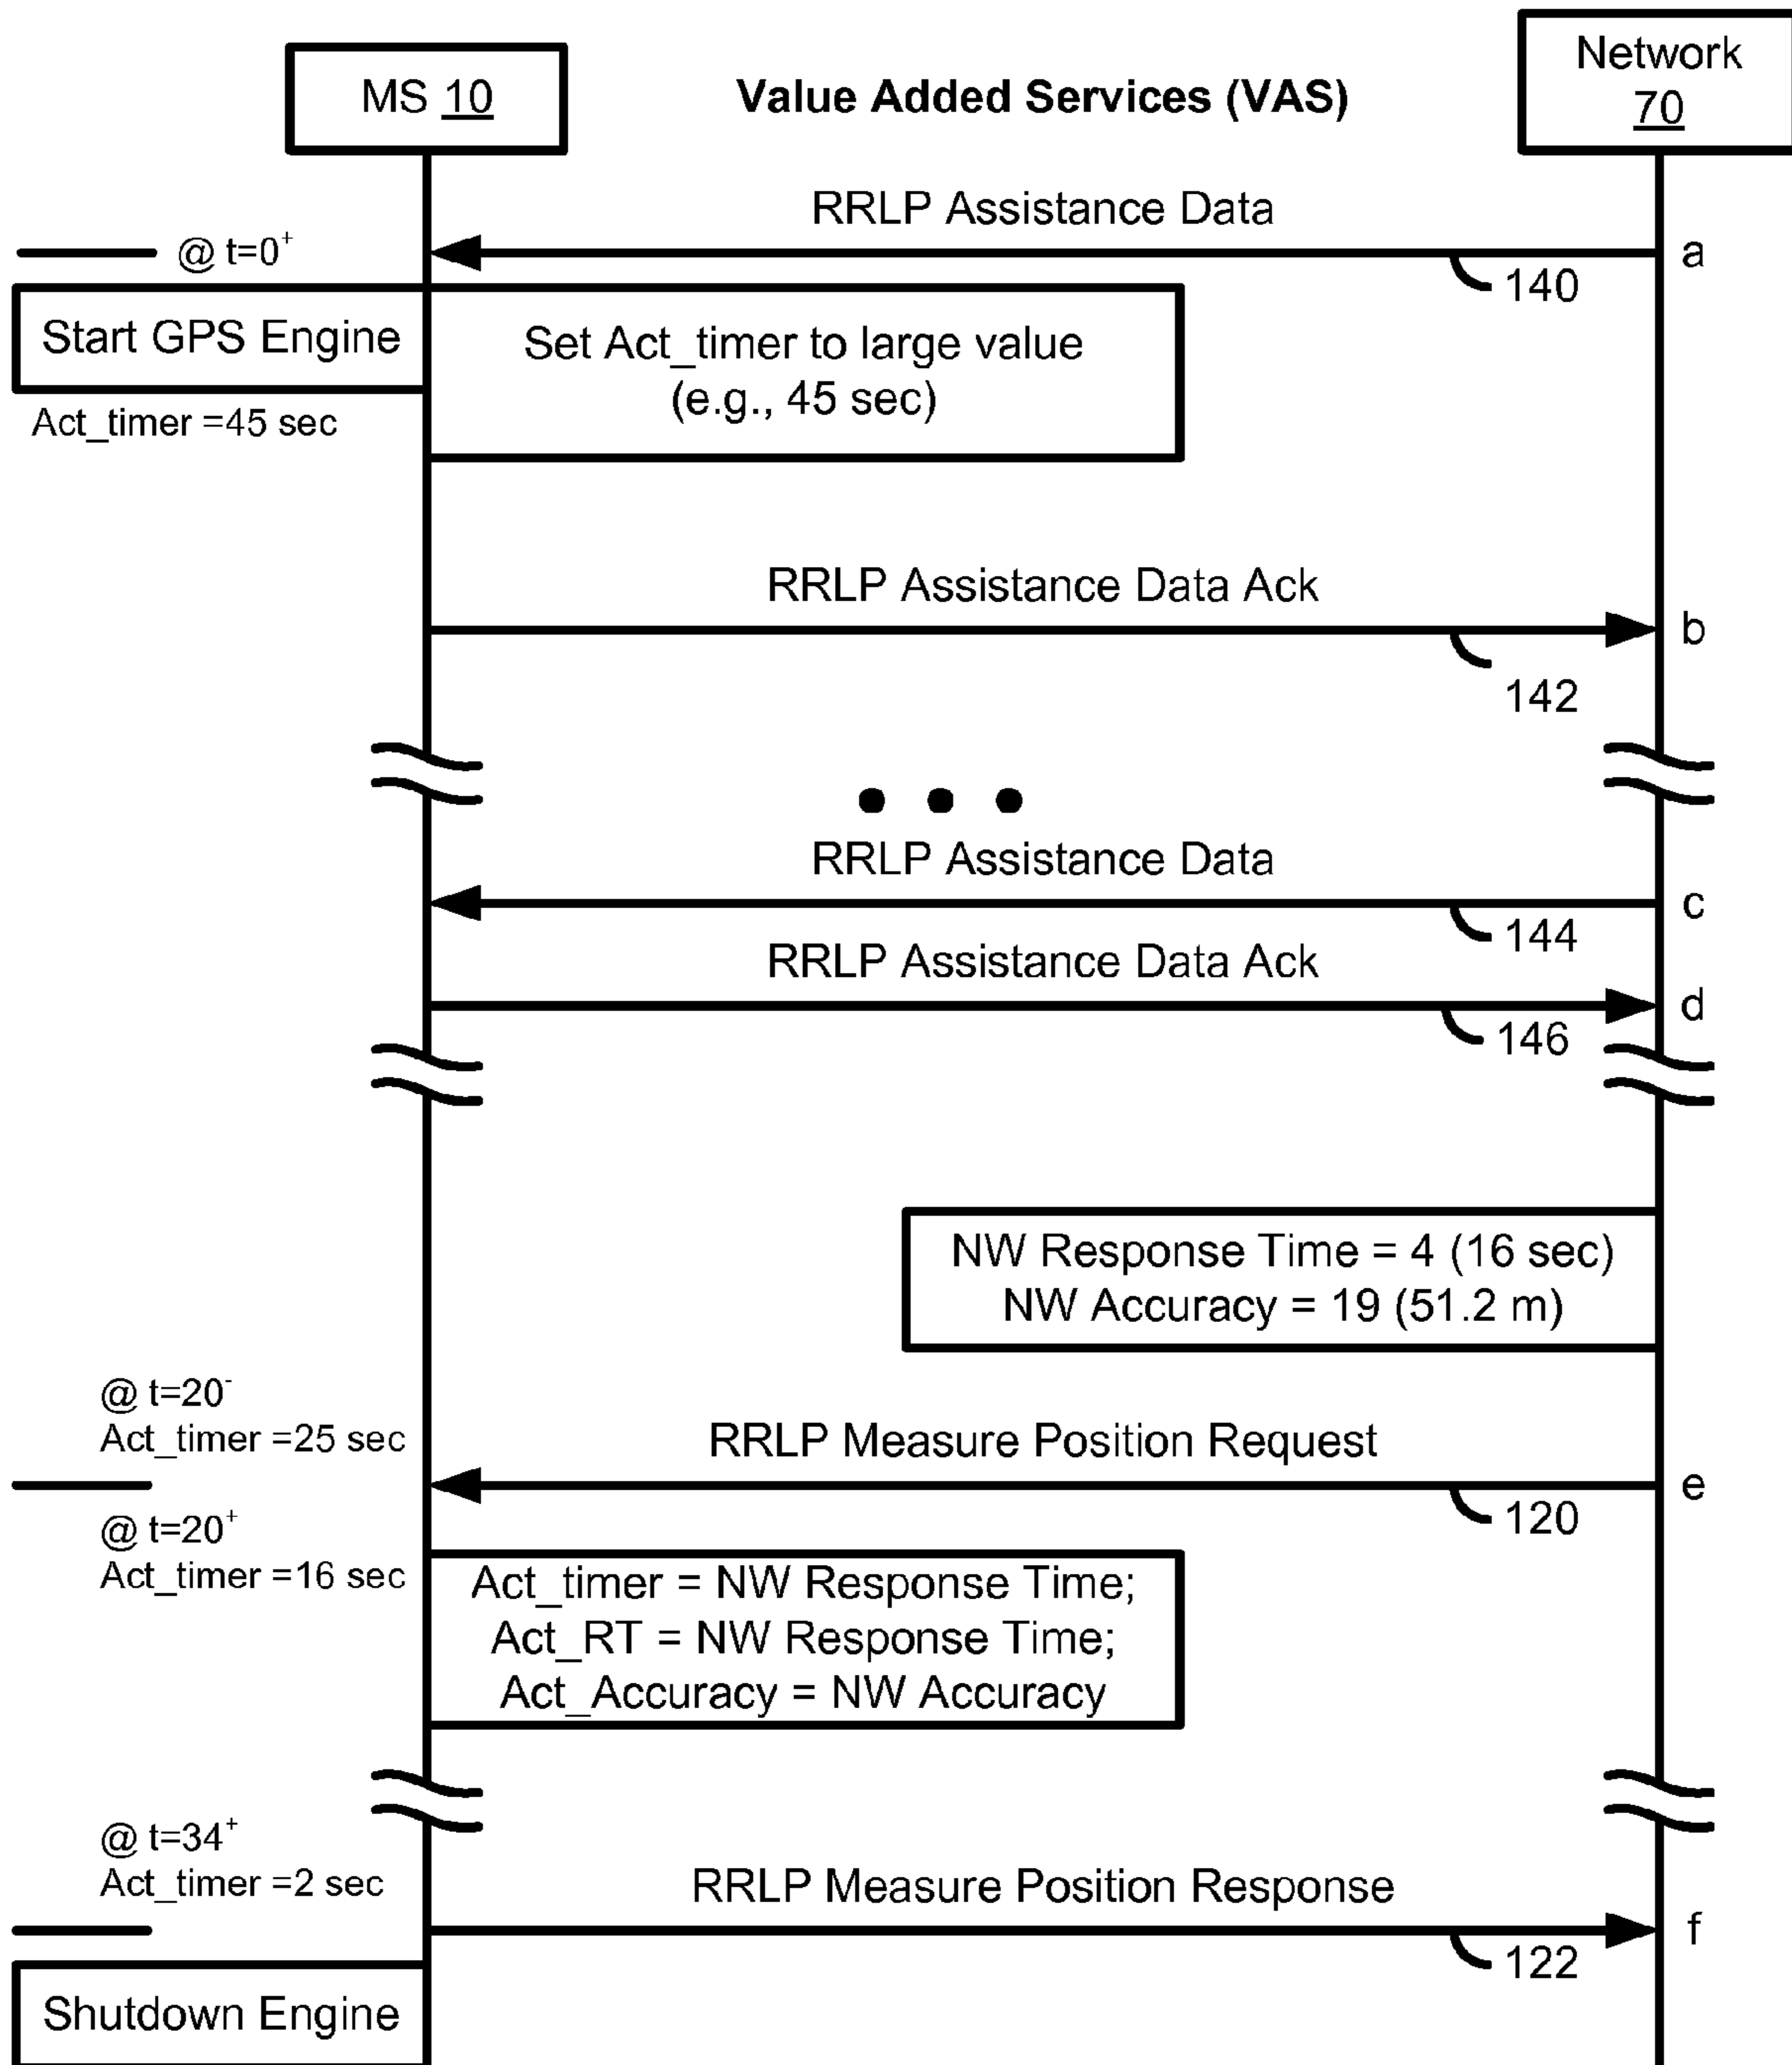 MS 10
Value Added Services (VAS)
Network
70
RRLP Assistance Data
@ t=0+
a
140
Start GPS Engine
Set Act_timer to large value
(e.g., 45 sec)
Act_timer =45 sec
RRLP Assistance Data Ack
b
142
RRLP Assistance Data
c
144
RRLP Assistance Data Ack
d
146
NW Response Time = 4 (16 sec)
NW Accuracy = 19 (51.2 m)
@ t=20-
Act_timer =25 sec
RRLP Measure Position Request
e
120
@ t=20+
Act_timer =16 sec
Act_timer = NW Response Time;
Act_RT = NW Response Time;
Act_Accuracy = NW Accuracy
@ t=34+
Act_timer =2 sec
RRLP Measure Position Response
f
122
Shutdown Engine